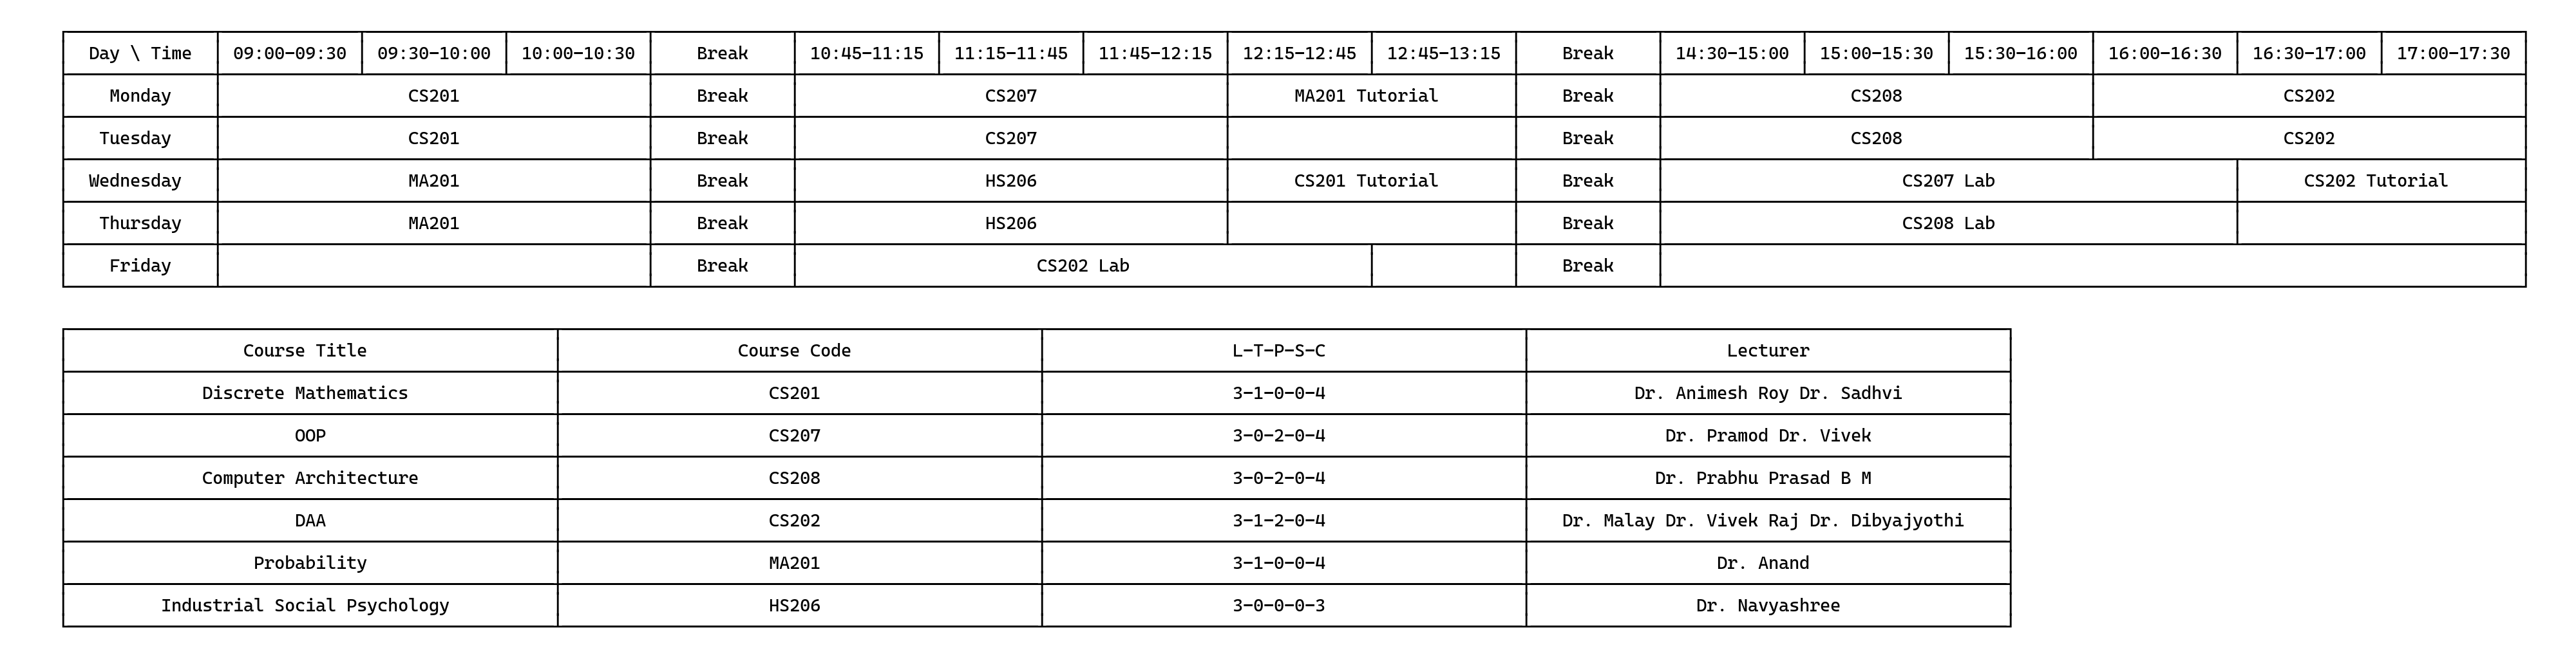 Day \ Time 09:00-09:30 09:30-10:00 10:00-10:30 Break 10:45-11:15 11:15-11:45 11:45-12:15 12:15-12:45 12:45-13:15 Break 14:30-15:00 15:00-15:30 15:30-16:00 16:00-16:30 16:30-17:00 17:00-17:30
Monday CS201 Break CS207 MA201 Tutorial Break CS208 CS202
Tuesday CS201 Break CS207 Break CS208 CS202
Wednesday MA201 Break HS206 CS201 Tutorial Break CS207 Lab CS202 Tutorial
Thursday MA201 Break HS206 Break CS208 Lab
Friday Break CS202 Lab Break
Course Title Course Code L-T-P-S-C Lecturer
Discrete Mathematics CS201 3-1-0-0-4 Dr. Animesh Roy Dr. Sadhvi
OOP CS207 3-0-2-0-4 Dr. Pramod Dr. Vivek
Computer Architecture CS208 3-0-2-0-4 Dr. Prabhu Prasad B M
DAA CS202 3-1-2-0-4 Dr. Malay Dr. Vivek Raj Dr. Dibyajyothi
Probability MA201 3-1-0-0-4 Dr. Anand
Industrial Social Psychology HS206 3-0-0-0-3 Dr. Navyashree